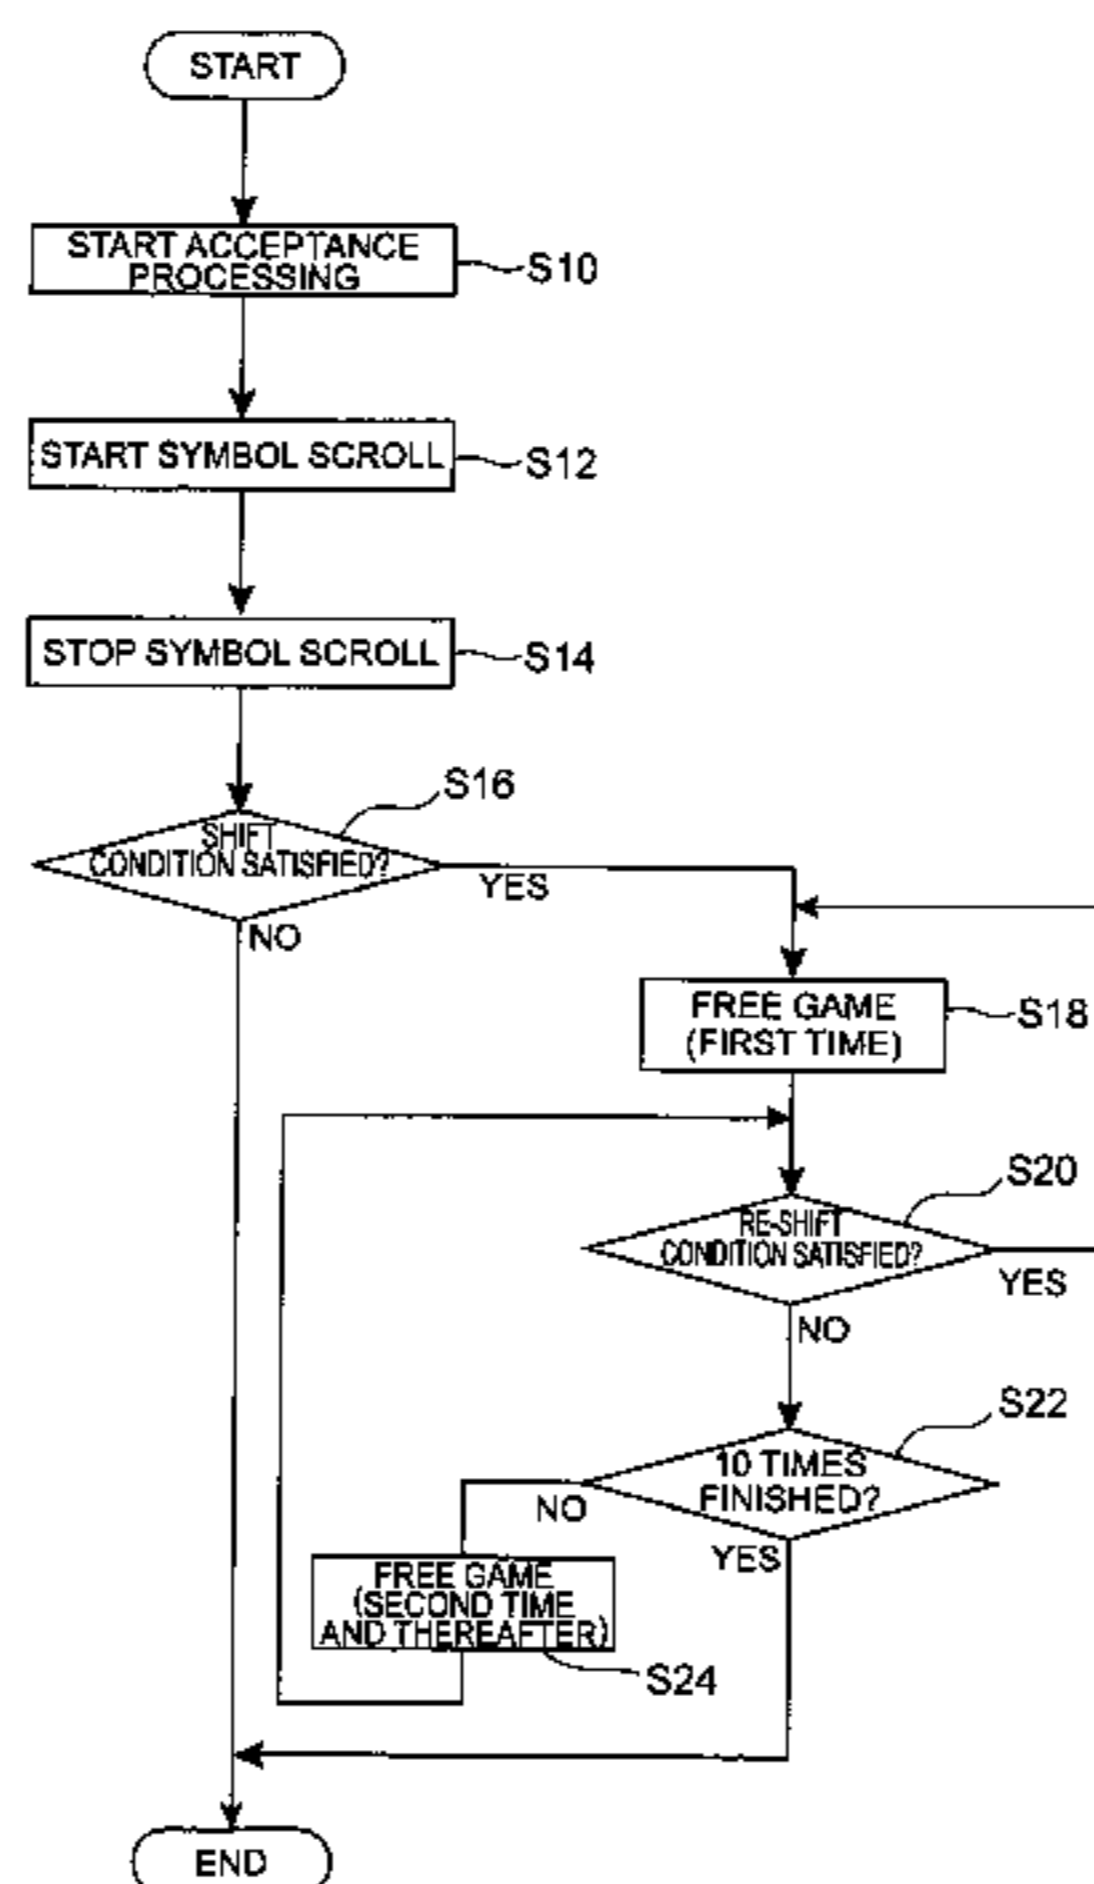 START
START ACCEPTANCE
PROCESSING
S10
START SYMBOL SCROLL
S12
STOP SYMBOL SCROLL
S14
S16
SHIFT
CONDITION SATISFIED?
YES
NO
FREE GAME
(FIRST TIME)
S18
S20
RE-SHIFT
CONDITION SATISFIED?
YES
NO
S22
10 TIMES
FINISHED?
NO
YES
FREE GAME
(SECOND TIME
AND THEREAFTER)
S24
END